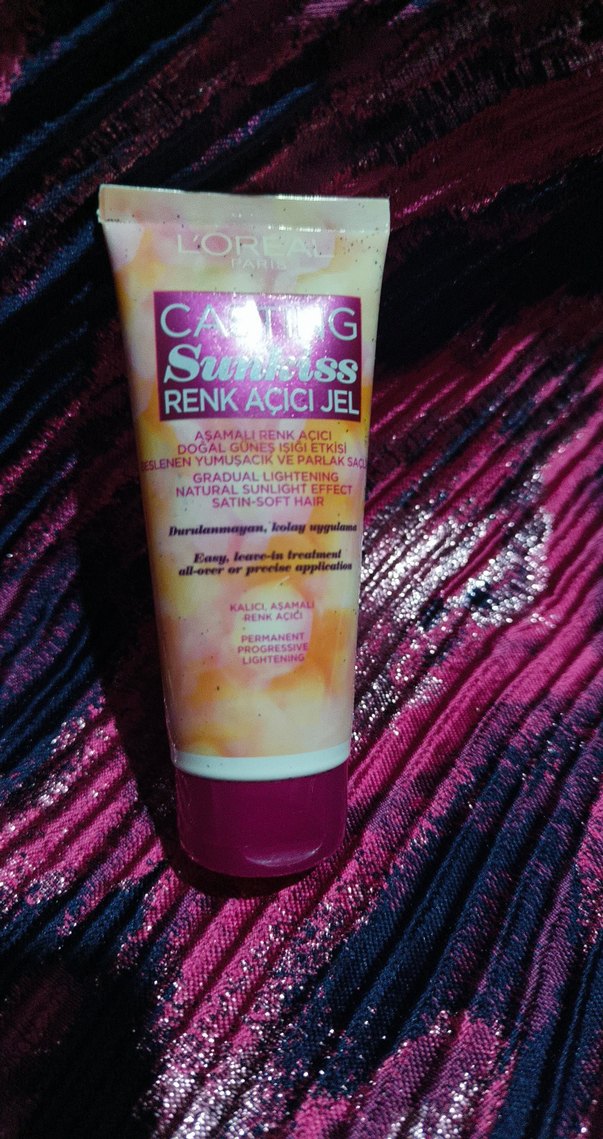 L'ORÉAL
PARIS
CASTING
Sunkiss
RENK AÇICI JEL
AŞAMALI RENK AÇICI
DOĞAL GÜNEŞ IŞIĞI ETKİSİ
BESLENEN YUMUŞACIK VE PARLAK SAÇLAR
GRADUAL LIGHTENING
NATURAL SUNLIGHT EFFECT
SATIN-SOFT HAIR
Durulanmayan, kolay uygulama
Easy, leave-in treatment
all-over or precise application
KALICI, AŞAMALI
RENK AÇICI
PERMANENT
PROGRESSIVE
LIGHTENING